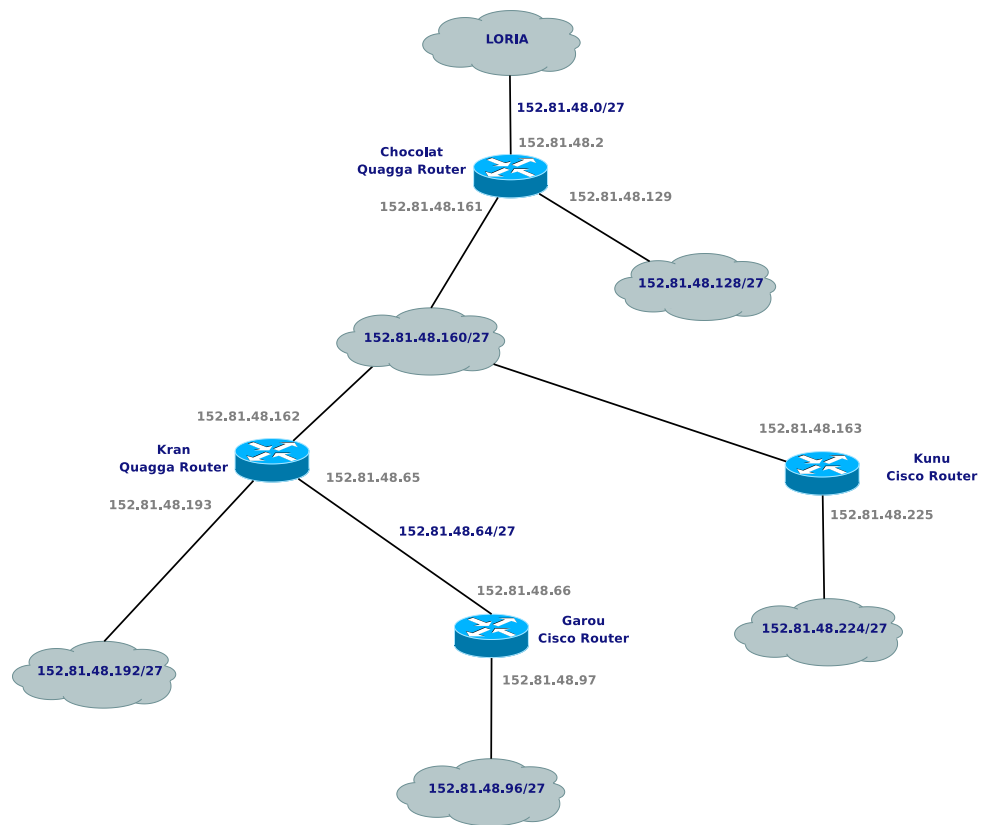 LORIA
152.81.48.0/27
152.81.48.2
Chocolat
Quagga Router
152.81.48.161
152.81.48.129
152.81.48.128/27
152.81.48.160/27
152.81.48.162
152.81.48.163
Kran
Quagga Router
152.81.48.65
152.81.48.193
Kunu
Cisco Router
152.81.48.225
152.81.48.64/27
152.81.48.66
Garou
Cisco Router
152.81.48.224/27
152.81.48.192/27
152.81.48.97
152.81.48.96/27